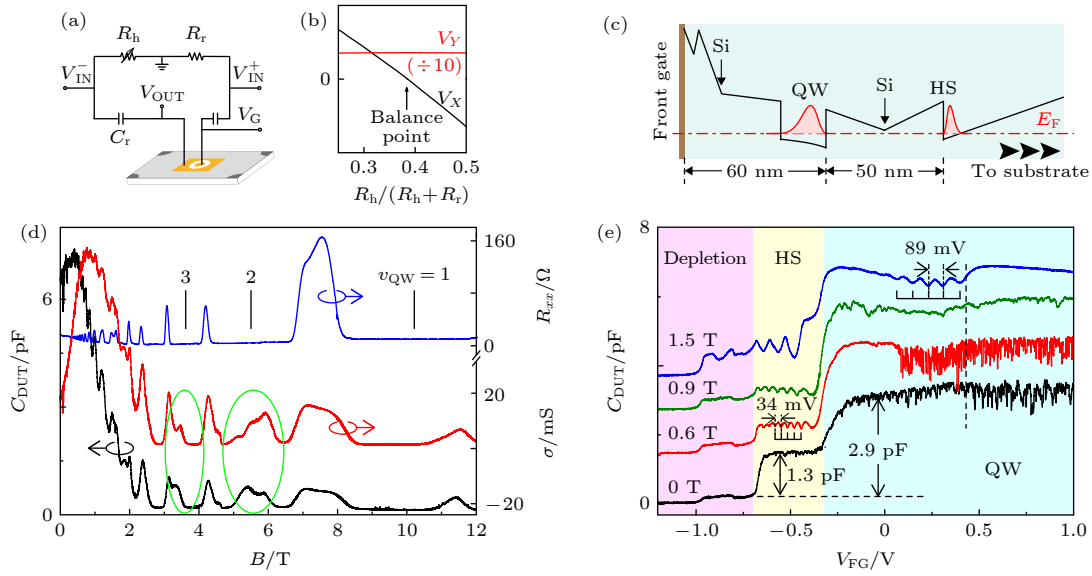 (a)
R_h
R_r
V_IN^−
V_IN^+
V_OUT
V_G
C_r
(b)
V_Y
(÷10)
0
V_X
Balance
point
0.3 0.4 0.5
R_h/(R_h+R_r)
(c)
Front gate
Si
QW
Si
HS
E_F
60 nm
50 nm
To substrate
(d)
160
3
2
ν_QW = 1
6
R_xx/Ω
0
C_DUT/pF
3
20
σ/mS
0
−20
0 2 4 6 8 10 12
B/T
(e)
8
Depletion
HS
89 mV
1.5 T
C_DUT/pF
0.9 T
0.6 T
34 mV
2.9 pF
1.3 pF
0 T
QW
0
−1.0 −0.5 0 0.5 1.0
V_FG/V